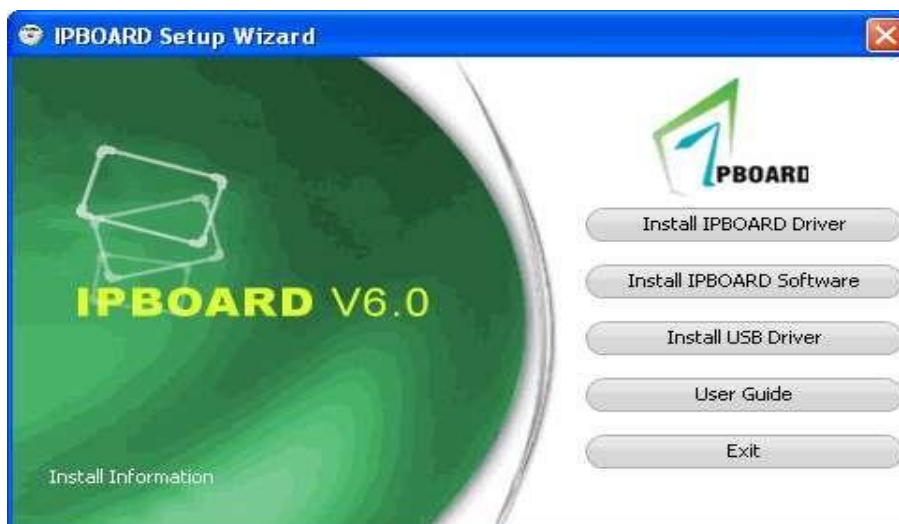 IPBOARD Setup Wizard
IPBOARD V6.0
Install Information
PBOARD
Install IPBOARD Driver
Install IPBOARD Software
Install USB Driver
User Guide
Exit